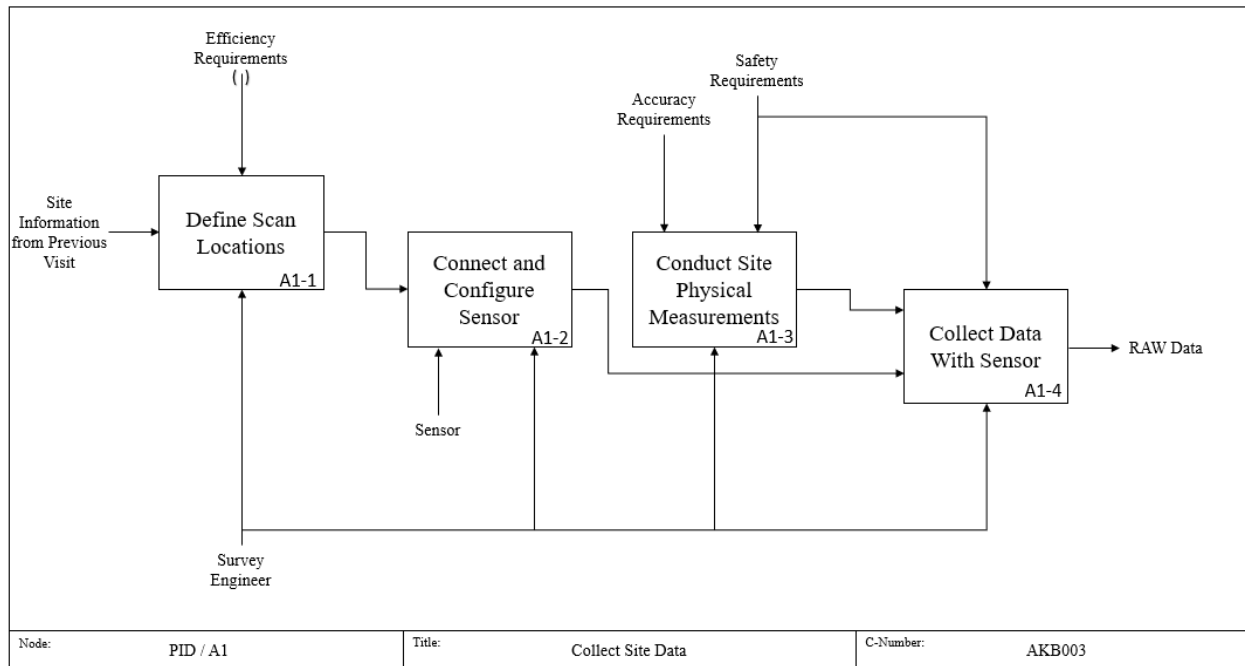 Efficiency
Requirements
( )
Safety
Requirements
Accuracy
Requirements
Site
Information
from Previous
Visit
Define Scan
Locations
A1-1
Connect and
Configure
Sensor
A1-2
Conduct Site
Physical
Measurements
A1-3
Collect Data
With Sensor
A1-4
RAW Data
Sensor
Survey
Engineer
Node: PID / A1
Title: Collect Site Data
C-Number: AKB003